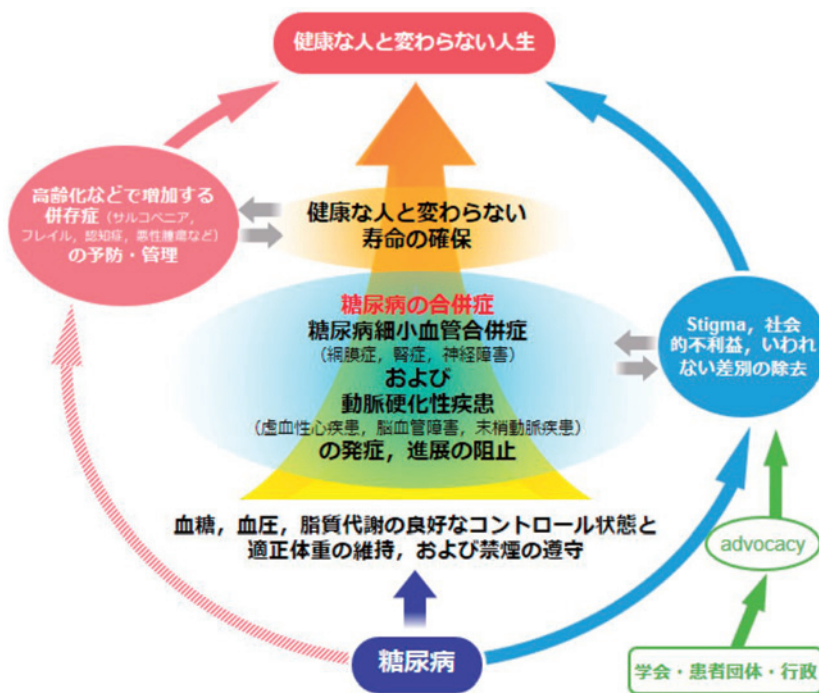 健康な人と変わらない人生
高齢化などで増加する
併存症（サルコペニア，
フレイル，認知症，悪性腫瘍など）
の予防・管理
健康な人と変わらない
寿命の確保
糖尿病の合併症
糖尿病細小血管合併症
（網膜症，腎症，神経障害）
および
動脈硬化性疾患
（虚血性心疾患，脳血管障害，末梢動脈疾患）
の発症，進展の阻止
Stigma，社会
的不利益，いわれ
ない差別の除去
血糖，血圧，脂質代謝の良好なコントロール状態と
適正体重の維持，および禁煙の遵守
advocacy
糖尿病
学会・患者団体・行政